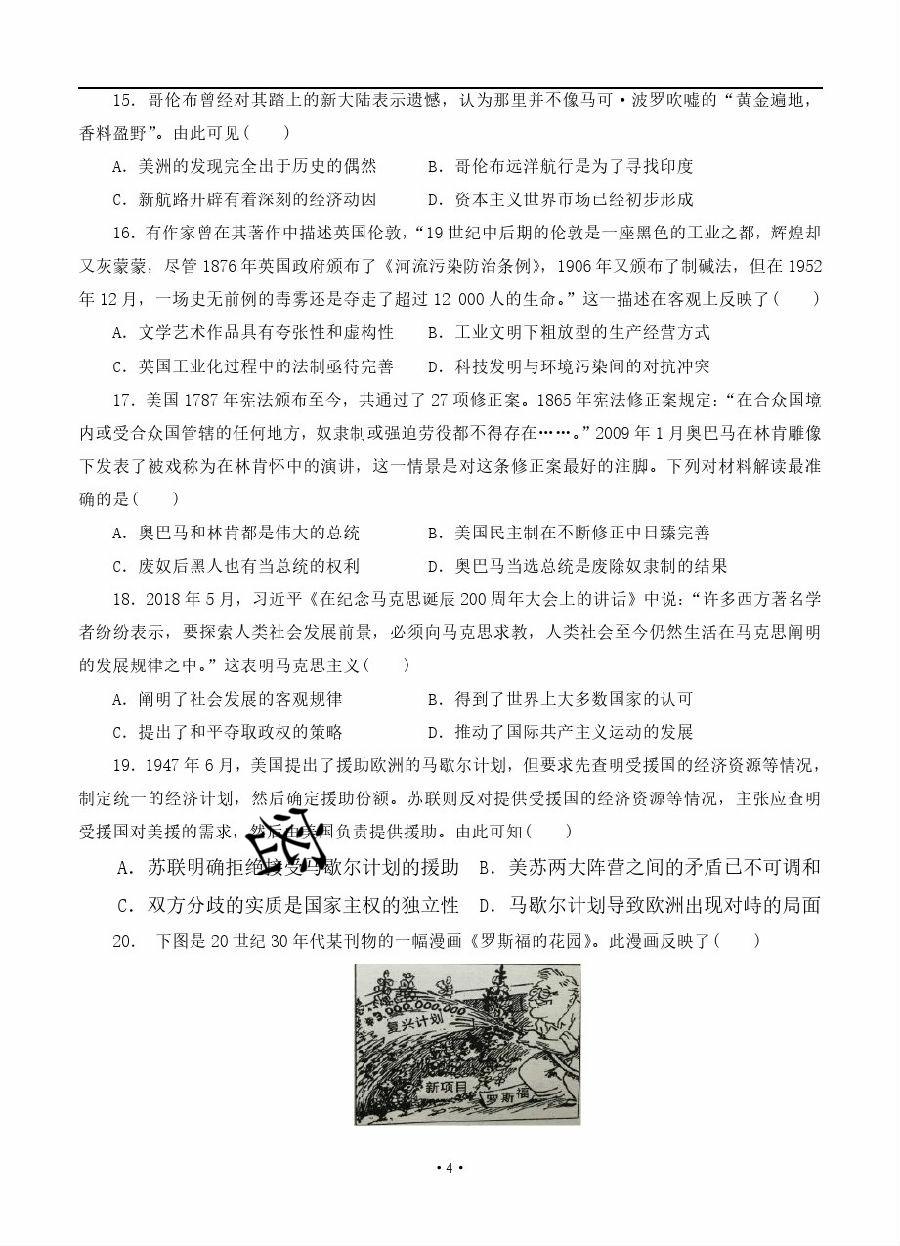 15．哥伦布曾经对其踏上的新大陆表示遗憾，认为那里并不像马可·波罗吹嘘的“黄金遍地，
香料盈野”。由此可见(　　)
A．美洲的发现完全出于历史的偶然　　B．哥伦布远洋航行是为了寻找印度
C．新航路开辟有着深刻的经济动因　　D．资本主义世界市场已经初步形成
16．有作家曾在其著作中描述英国伦敦，“19世纪中后期的伦敦是一座黑色的工业之都，辉煌却
又灰蒙蒙，尽管1876年英国政府颁布了《河流污染防治条例》，1906年又颁布了制碱法，但在1952
年12月，一场史无前例的毒雾还是夺走了超过12 000人的生命。”这一描述在客观上反映了(　　)
A．文学艺术作品具有夸张性和虚构性　　B．工业文明下粗放型的生产经营方式
C．英国工业化过程中的法制亟待完善　　D．科技发明与环境污染间的对抗冲突
17．美国1787年宪法颁布至今，共通过了27项修正案。1865年宪法修正案规定：“在合众国境
内或受合众国管辖的任何地方，奴隶制或强迫劳役都不得存在……。”2009年1月奥巴马在林肯雕像
下发表了被戏称为在林肯怀中的演讲，这一情景是对这条修正案最好的注脚。下列对材料解读最准
确的是(　　)
A．奥巴马和林肯都是伟大的总统　　B．美国民主制在不断修正中日臻完善
C．废奴后黑人也有当总统的权利　　D．奥巴马当选总统是废除奴隶制的结果
18．2018年5月，习近平《在纪念马克思诞辰200周年大会上的讲话》中说：“许多西方著名学
者纷纷表示，要探索人类社会发展前景，必须向马克思求教，人类社会至今仍然生活在马克思阐明
的发展规律之中。”这表明马克思主义(　　)
A．阐明了社会发展的客观规律　　B．得到了世界上大多数国家的认可
C．提出了和平夺取政权的策略　　D．推动了国际共产主义运动的发展
19．1947年6月，美国提出了援助欧洲的马歇尔计划，但要求先查明受援国的经济资源等情况，
制定统一的经济计划，然后确定援助份额。苏联则反对提供受援国的经济资源等情况，主张应查明
受援国对美援的需求，然后由美国负责提供援助。由此可知(　　)
A．苏联明确拒绝接受马歇尔计划的援助　B．美苏两大阵营之间的矛盾已不可调和
C．双方分歧的实质是国家主权的独立性　D．马歇尔计划导致欧洲出现对峙的局面
20．　下图是20世纪30年代某刊物的一幅漫画《罗斯福的花园》。此漫画反映了(　　)
$3,000,000,000
复兴计划
新项目
罗斯福
·4·